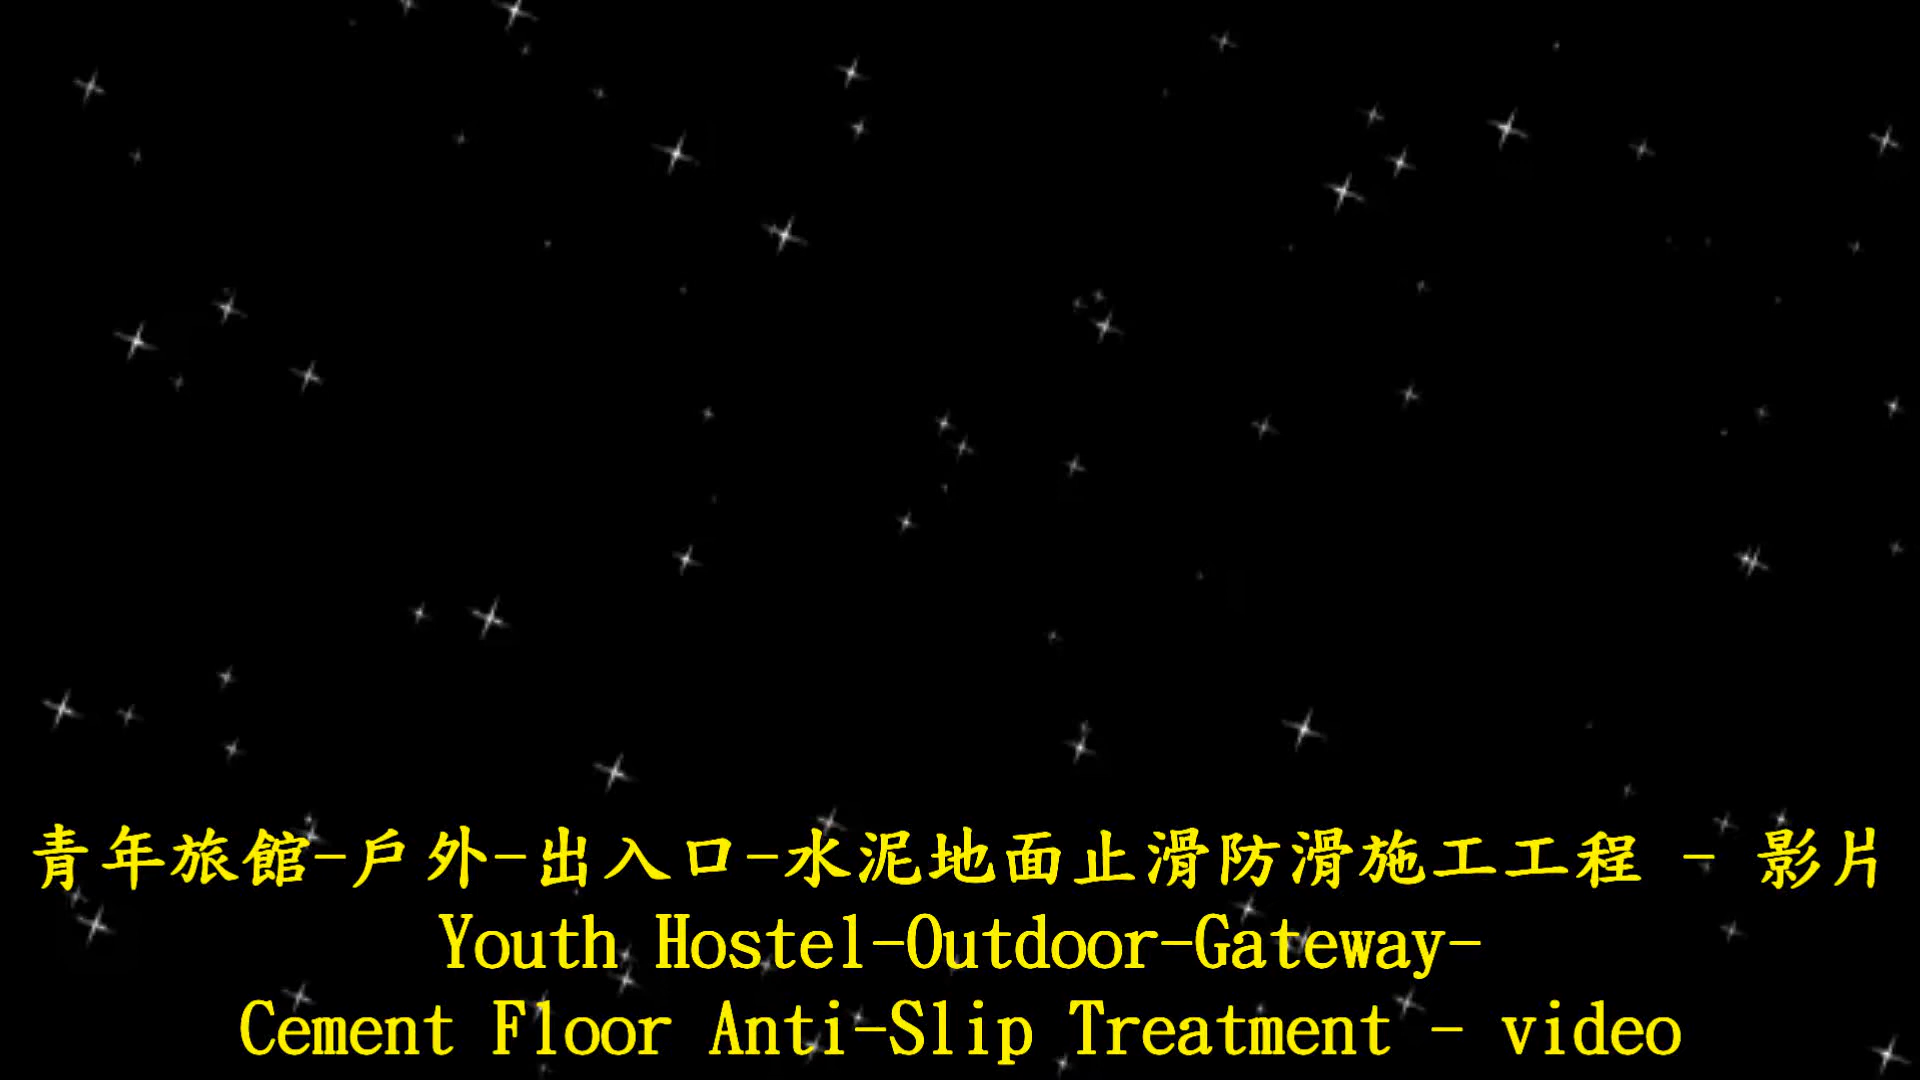 青年旅館-戶外-出入口-水泥地面止滑防滑施工工程 - 影片
Youth Hostel-Outdoor-Gateway-
Cement Floor Anti-Slip Treatment - video